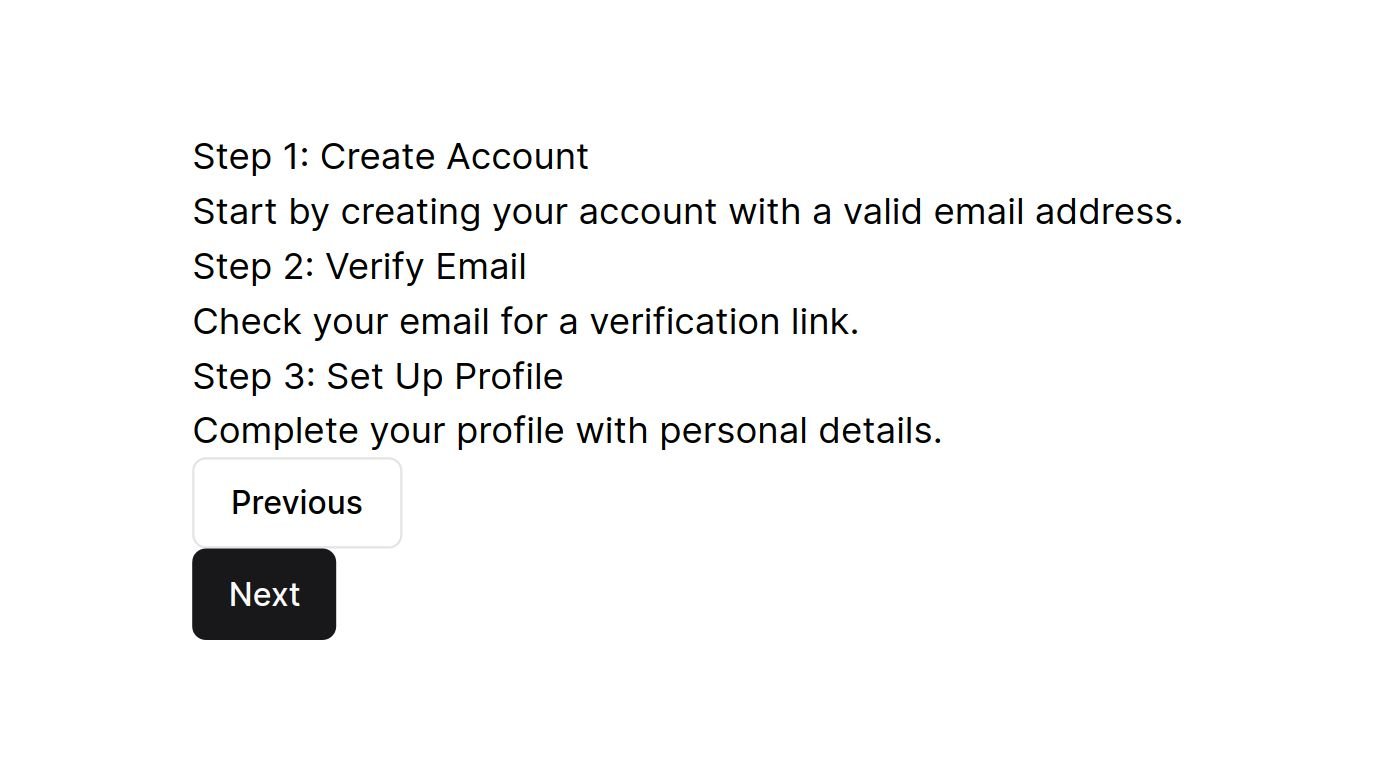 Step 1: Create Account
Start by creating your account with a valid email address.
Step 2: Verify Email
Check your email for a verification link.
Step 3: Set Up Profile
Complete your profile with personal details.
Previous
Next